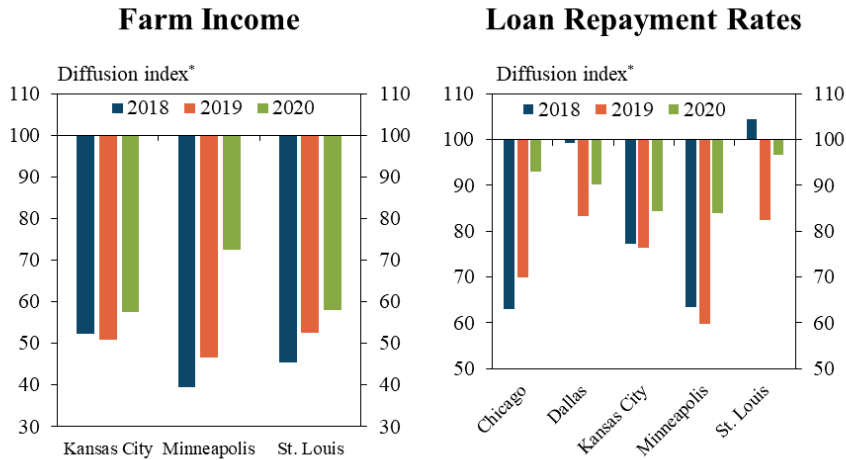 Farm Income
Diffusion index*
2018 2019 2020
110 110
100 100
90 90
80 80
70 70
60 60
50 50
40 40
30 30
Kansas City Minneapolis St. Louis
Loan Repayment Rates
Diffusion index*
2018 2019 2020
110 110
100 100
90 90
80 80
70 70
60 60
50 50
Chicago
Dallas
Kansas City
Minneapolis
St. Louis